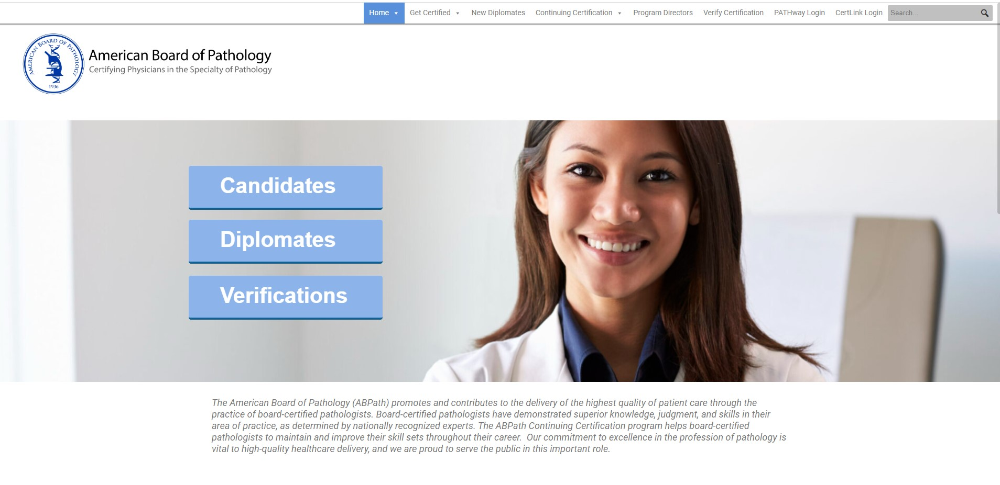 Home
Get Certified
New Diplomates
Continuing Certification
Program Directors
Verify Certification
PATHway Login
CertLink Login
Search...
AMERICAN BOARD OF PATHOLOGY
1936
American Board of Pathology
Certifying Physicians in the Specialty of Pathology
Candidates
Diplomates
Verifications
The American Board of Pathology (ABPath) promotes and contributes to the delivery of the highest quality of patient care through the
practice of board-certified pathologists. Board-certified pathologists have demonstrated superior knowledge, judgment, and skills in their
area of practice, as determined by nationally recognized experts. The ABPath Continuing Certification program helps board-certified
pathologists to maintain and improve their skill sets throughout their career.  Our commitment to excellence in the profession of pathology is
vital to high-quality healthcare delivery, and we are proud to serve the public in this important role.